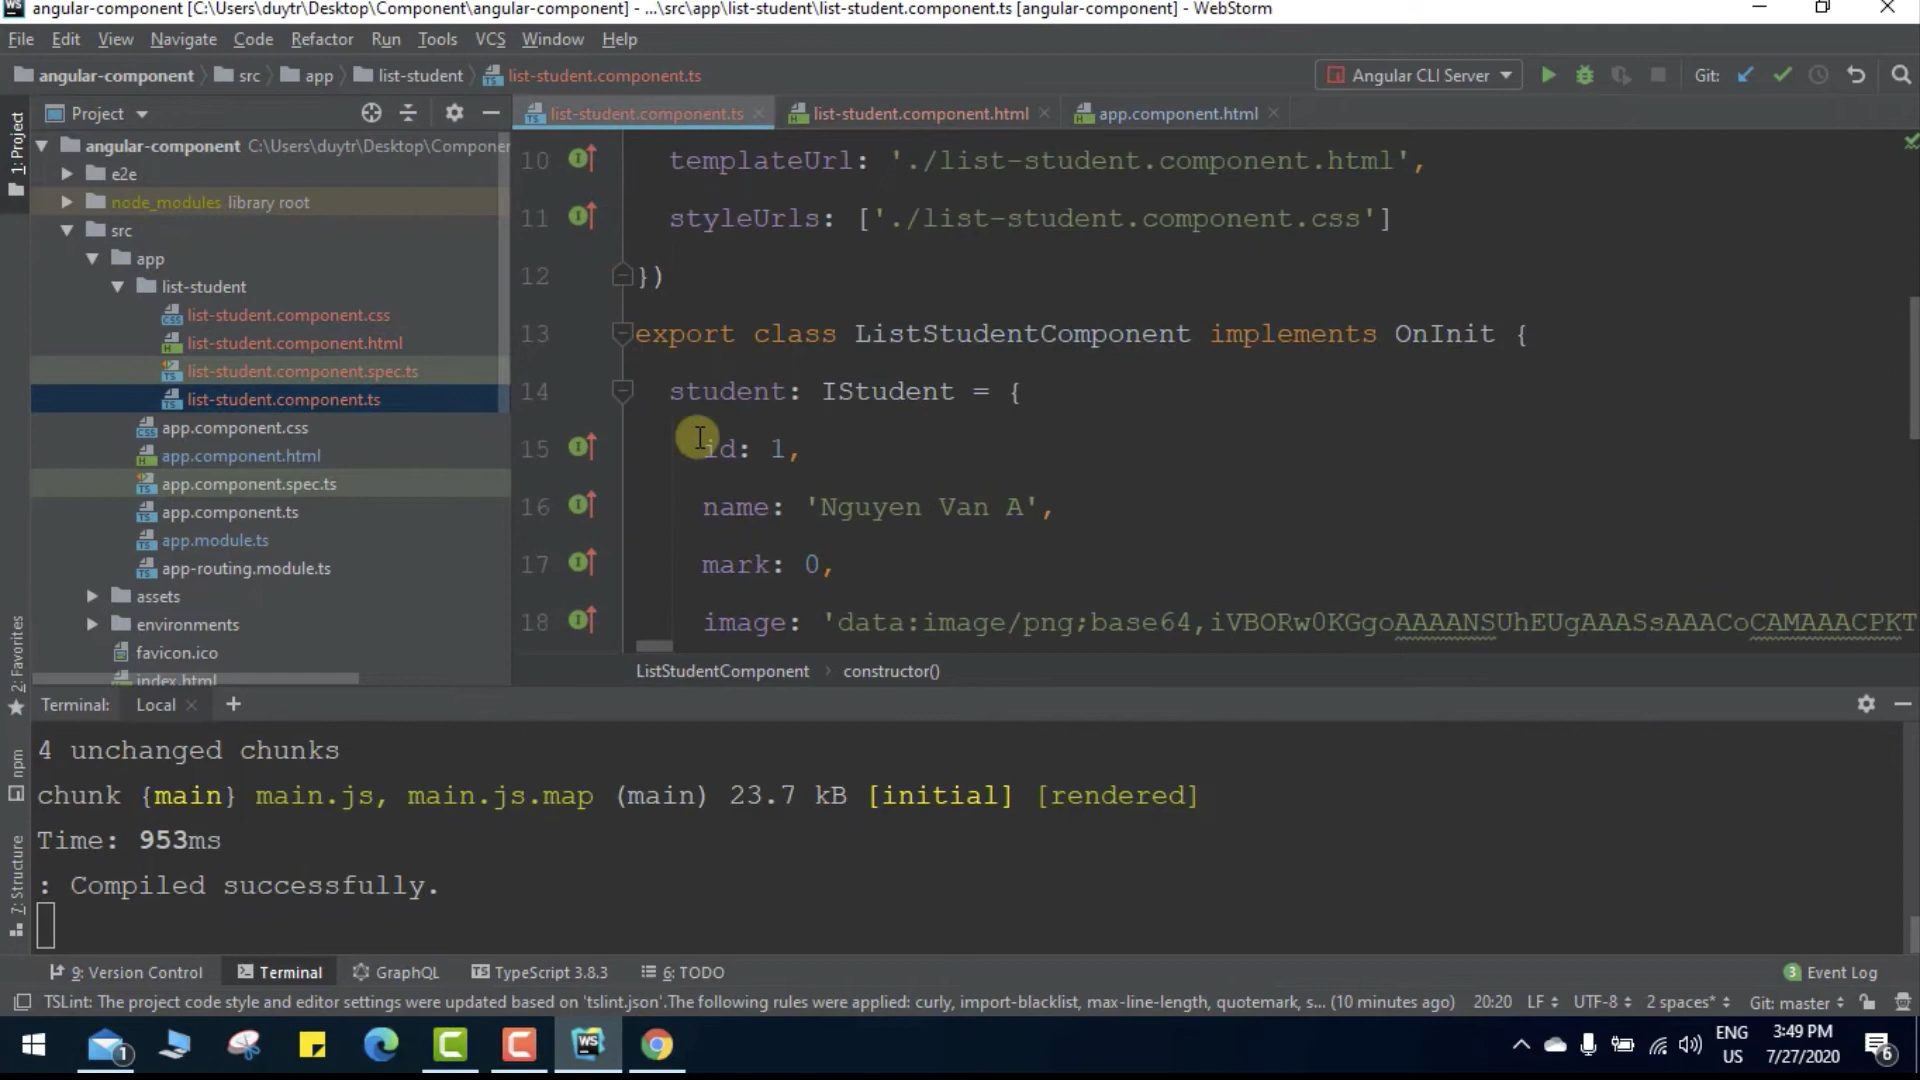 angular-component [C:\Users\duytr\Desktop\Component\angular-component] - ...\src\app\list-student\list-student.component.ts [angular-component] - WebStorm
File Edit View Navigate Code Refactor Run Tools VCS Window Help
angular-component src app list-student list-student.component.ts Angular CLI Server Git:
Project list-student.component.ts list-student.component.html app.component.html
1: Project
angular-component C:\Users\duytr\Desktop\Componen
e2e
node_modules library root
src
app
list-student
list-student.component.css
list-student.component.html
list-student.component.spec.ts
list-student.component.ts
app.component.css
app.component.html
app.component.spec.ts
app.component.ts
app.module.ts
app-routing.module.ts
assets
environments
favicon.ico
index.html
10 templateUrl: './list-student.component.html',
11 styleUrls: ['./list-student.component.css']
12 })
13 export class ListStudentComponent implements OnInit {
14 student: IStudent = {
15 id: 1,
16 name: 'Nguyen Van A',
17 mark: 0,
18 image: 'data:image/png;base64,iVBORw0KGgoAAAANSUhEUgAAASsAAACoCAMAAACPKT
ListStudentComponent constructor()
2: Favorites
npm
7: Structure
Terminal: Local +
4 unchanged chunks
chunk {main} main.js, main.js.map (main) 23.7 kB [initial] [rendered]
Time: 953ms
: Compiled successfully.
9: Version Control Terminal GraphQL TypeScript 3.8.3 6: TODO 3 Event Log
TSLint: The project code style and editor settings were updated based on 'tslint.json'.The following rules were applied: curly, import-blacklist, max-line-length, quotemark, s... (10 minutes ago) 20:20 LF UTF-8 2 spaces* Git: master
1 WS ENG 3:49 PM
US 7/27/2020 6